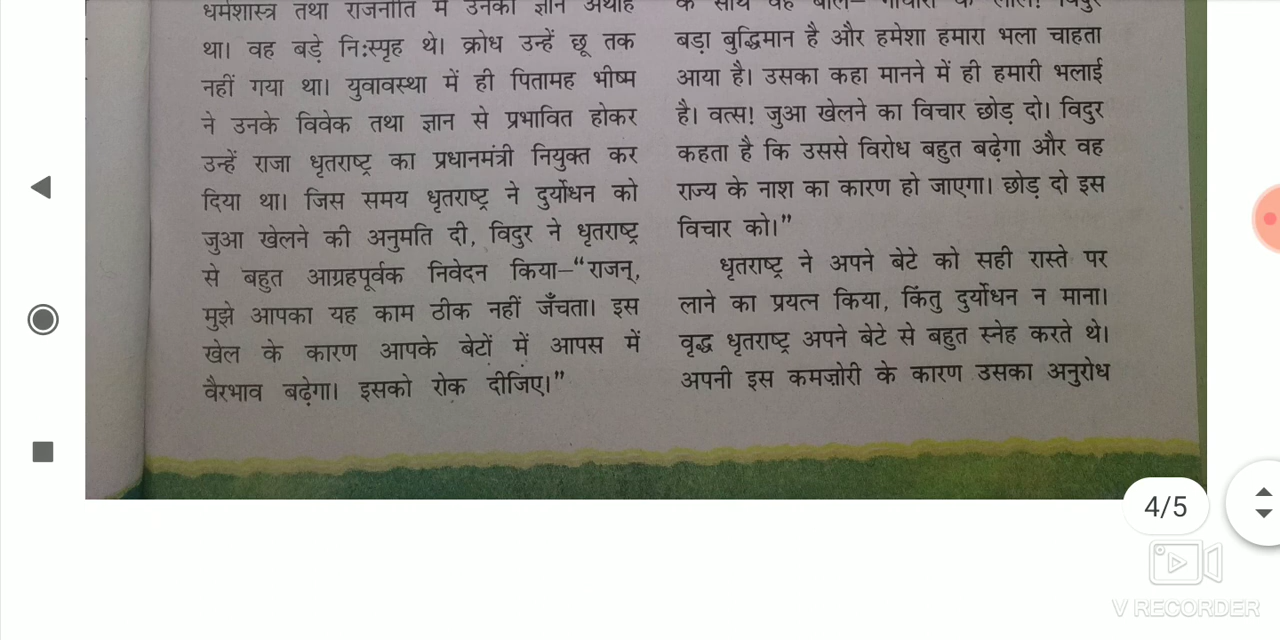 धर्मशास्त्र तथा राजनीति में उनका ज्ञान अथाह
था। वह बड़े नि:स्पृह थे। क्रोध उन्हें छू तक
नहीं गया था। युवावस्था में ही पितामह भीष्म
ने उनके विवेक तथा ज्ञान से प्रभावित होकर
उन्हें राजा धृतराष्ट्र का प्रधानमंत्री नियुक्त कर
दिया था। जिस समय धृतराष्ट्र ने दुर्योधन को
जुआ खेलने की अनुमति दी, विदुर ने धृतराष्ट्र
से बहुत आग्रहपूर्वक निवेदन किया–“राजन्,
मुझे आपका यह काम ठीक नहीं जँचता। इस
खेल के कारण आपके बेटों में आपस में
वैरभाव बढ़ेगा। इसको रोक दीजिए।”
के साथ वह
बड़ा बुद्धिमान है और हमेशा हमारा भला चाहता
आया है। उसका कहा मानने में ही हमारी भलाई
है। वत्स! जुआ खेलने का विचार छोड़ दो। विदुर
कहता है कि उससे विरोध बहुत बढ़ेगा और वह
राज्य के नाश का कारण हो जाएगा। छोड़ दो इस
विचार को।”
धृतराष्ट्र ने अपने बेटे को सही रास्ते पर
लाने का प्रयत्न किया, किंतु दुर्योधन न माना।
वृद्ध धृतराष्ट्र अपने बेटे से बहुत स्नेह करते थे।
अपनी इस कमज़ोरी के कारण उसका अनुरोध
4/5
V RECORDER